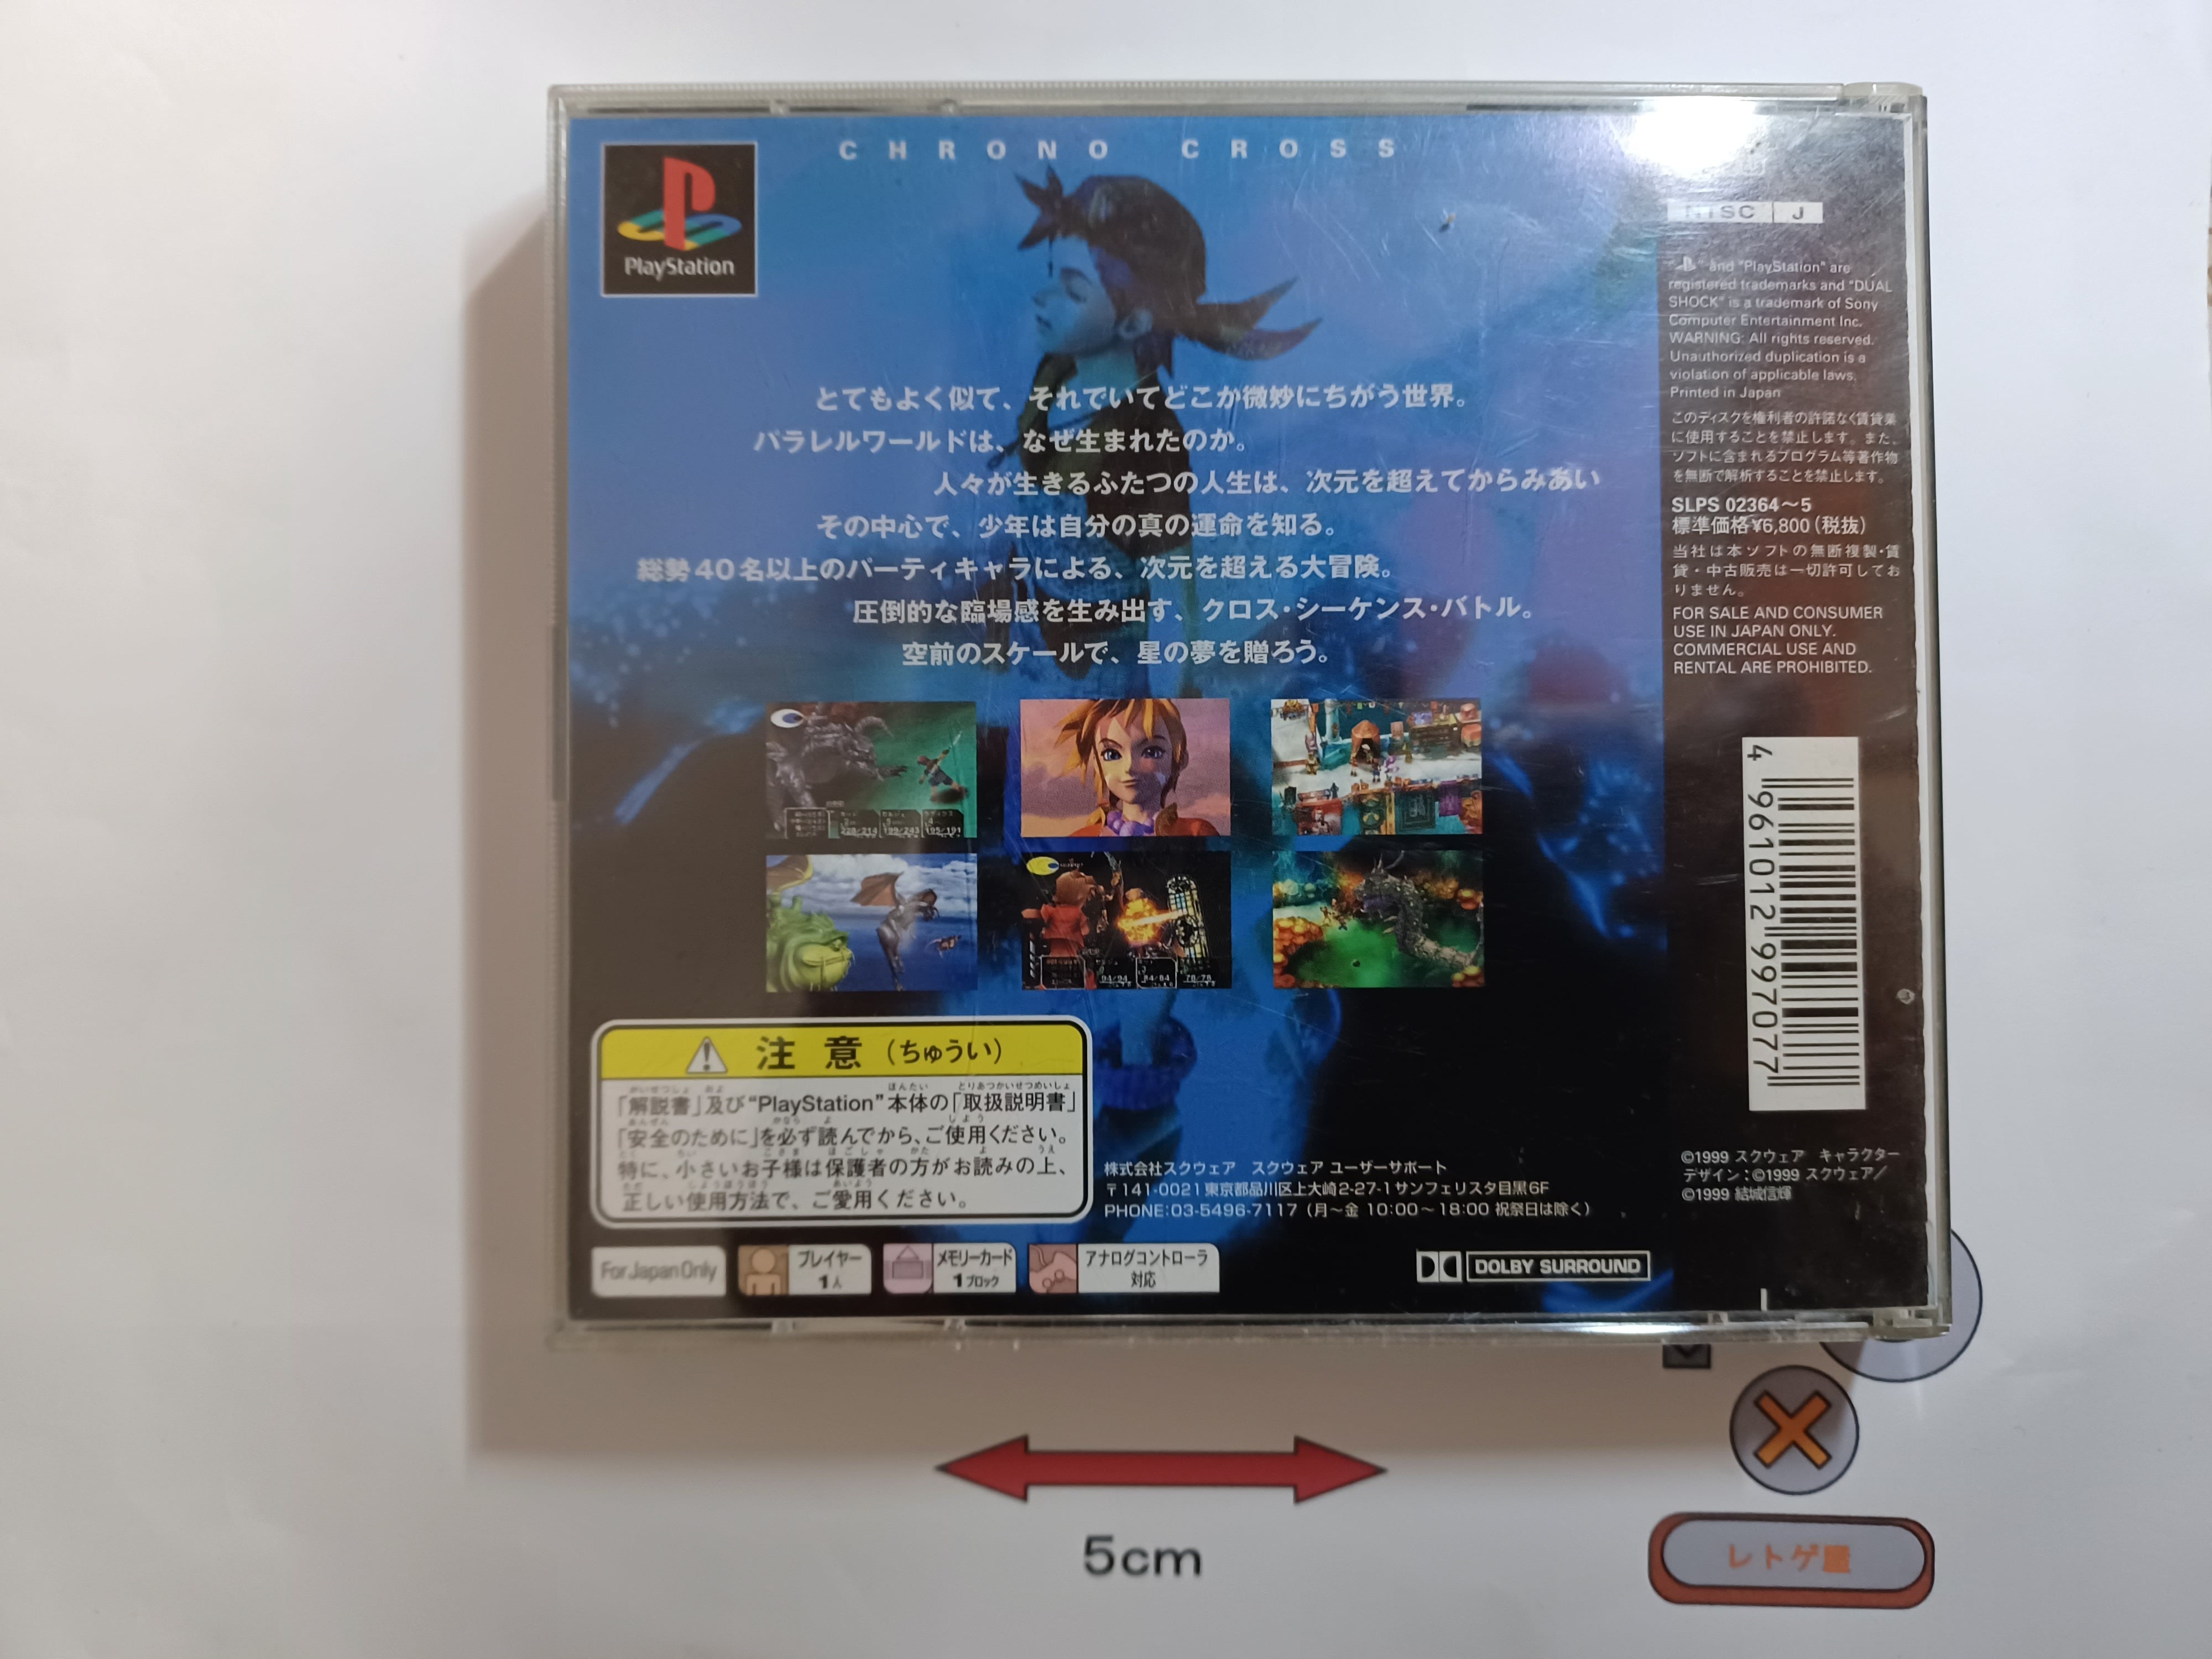 CHRONO CROSS
PlayStation
とてもよく似て、それでいてどこか微妙にちがう世界。
パラレルワールドは、なぜ生まれたのか。
人々が生きるふたつの人生は、次元を超えてからみあい
その中心で、少年は自分の真の運命を知る。
総勢40名以上のパーティキャラによる、次元を超える大冒険。
圧倒的な臨場感を生み出す、クロス・シーケンス・バトル。
空前のスケールで、星の夢を贈ろう。
228/214 199/243 195/191
94/94 84/84 78/78
注意(ちゅうい)
「解説書」及び“PlayStation”本体の「取扱説明書」
「安全のために」を必ず読んでから、ご使用ください。
特に、小さいお子様は保護者の方がお読みの上、
正しい使用方法で、ご愛用ください。
株式会社スクウェア スクウェア ユーザーサポート
〒141-0021 東京都品川区上大崎2-27-1サンフェリスタ目黒6F
PHONE:03-5496-7117(月~金 10:00~18:00 祝祭日は除く)
For Japan Only
プレイヤー
1人
メモリーカード
1ブロック
アナログコントローラ
対応
DOLBY SURROUND
NTSC J
" " and "PlayStation" are
registered trademarks and "DUAL
SHOCK" is a trademark of Sony
Computer Entertainment Inc.
WARNING: All rights reserved.
Unauthorized duplication is a
violation of applicable laws.
Printed in Japan
このディスクを権利者の許諾なく賃貸業
に使用することを禁止します。また、
ソフトに含まれるプログラム等著作物
を無断で解析することを禁止します。
SLPS 02364~5
標準価格¥6,800(税抜)
当社は本ソフトの無断複製・賃
貸・中古販売は一切許可してお
りません。
FOR SALE AND CONSUMER
USE IN JAPAN ONLY.
COMMERCIAL USE AND
RENTAL ARE PROHIBITED.
4 961012 997077
©1999 スクウェア キャラクター
デザイン:©1999 スクウェア/
©1999 結城信輝
5cm
レトゲ屋